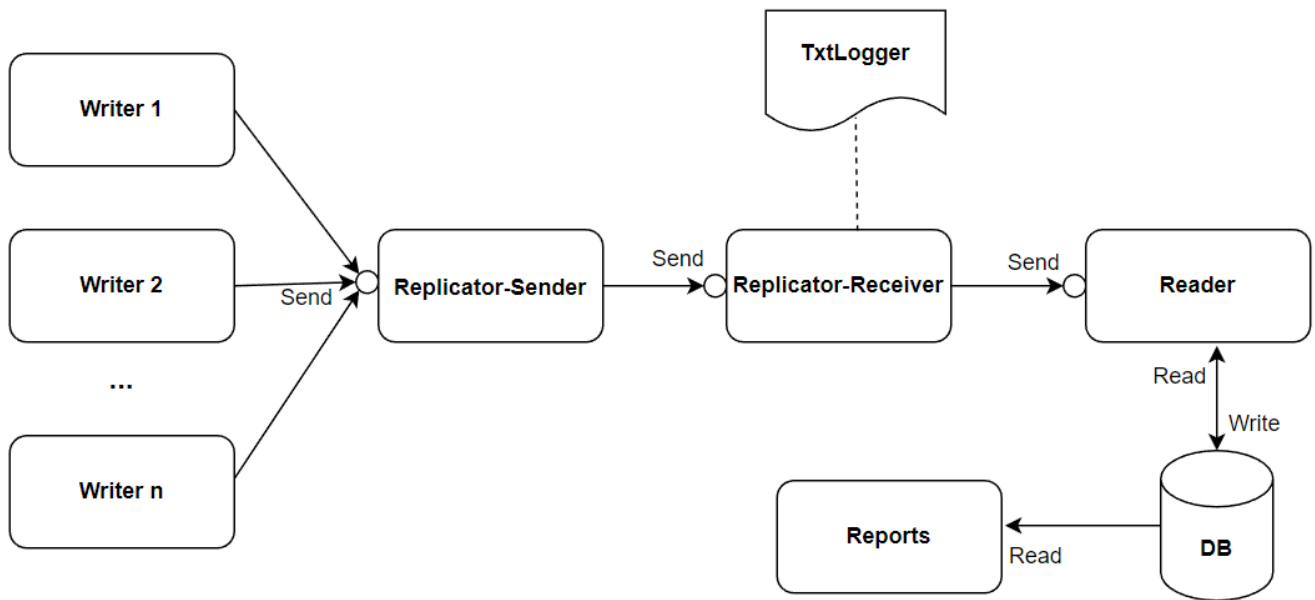 TxtLogger
Writer 1
Writer 2
Send
Replicator-Sender
Send
Replicator-Receiver
Send
Reader
...
Read
Write
Writer n
Reports
Read
DB